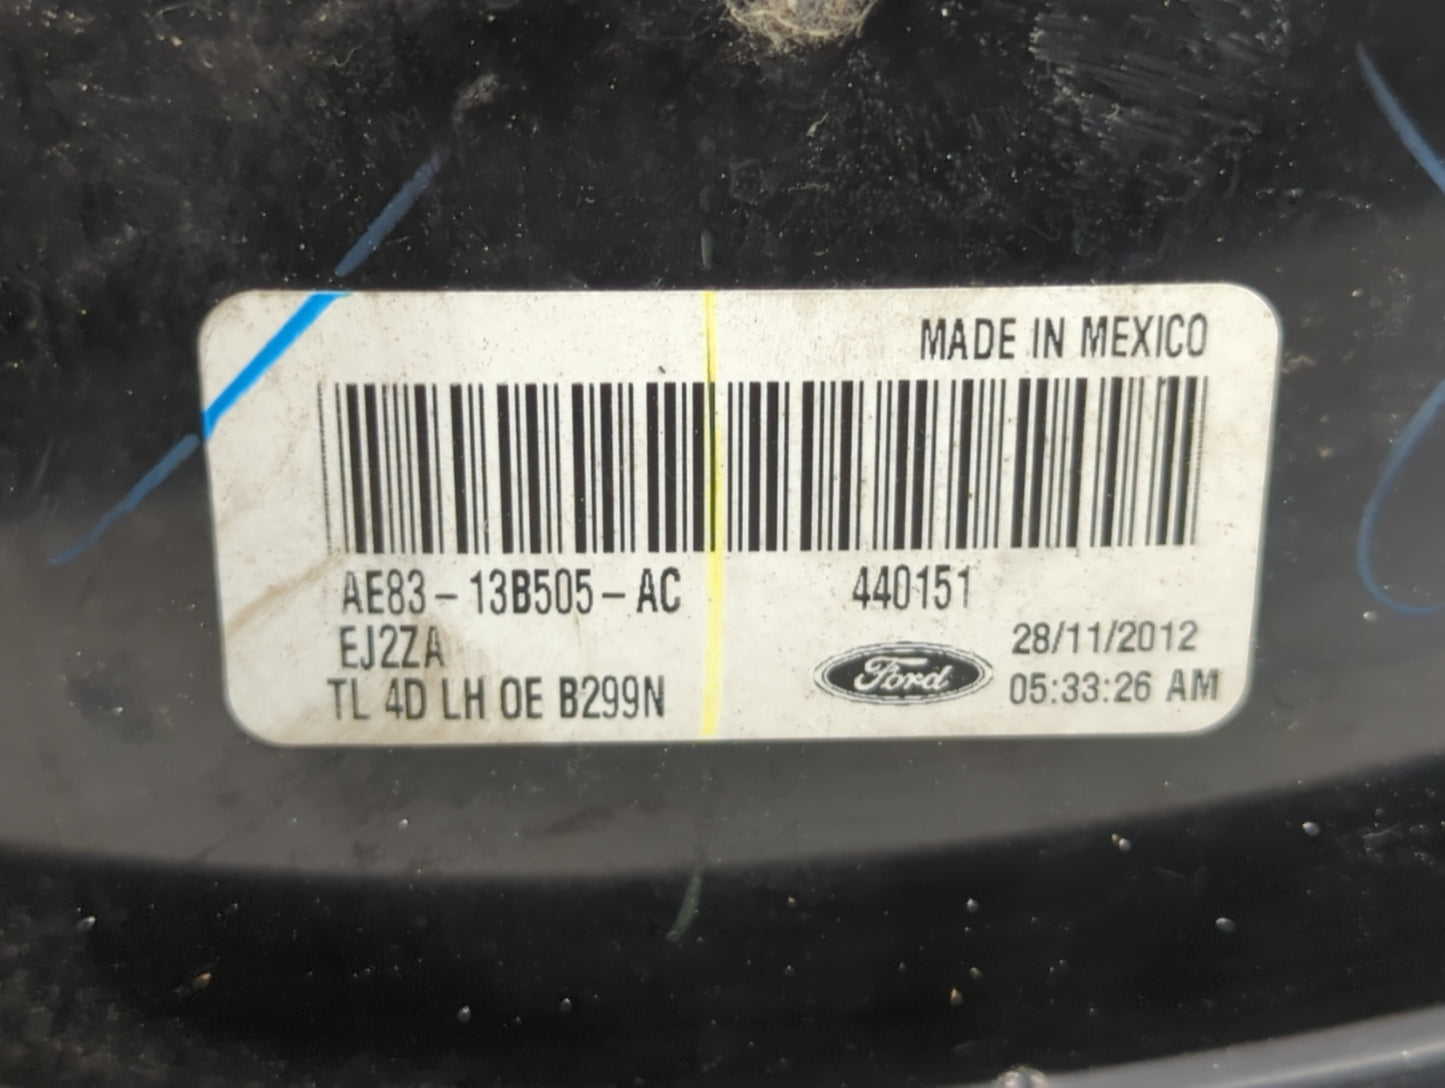 MADE IN MEXICO
AE83-13B505-AC 440151
EJ2ZA
28/11/2012
Ford
TL 4D LH OE B299N
05:33:26 AM